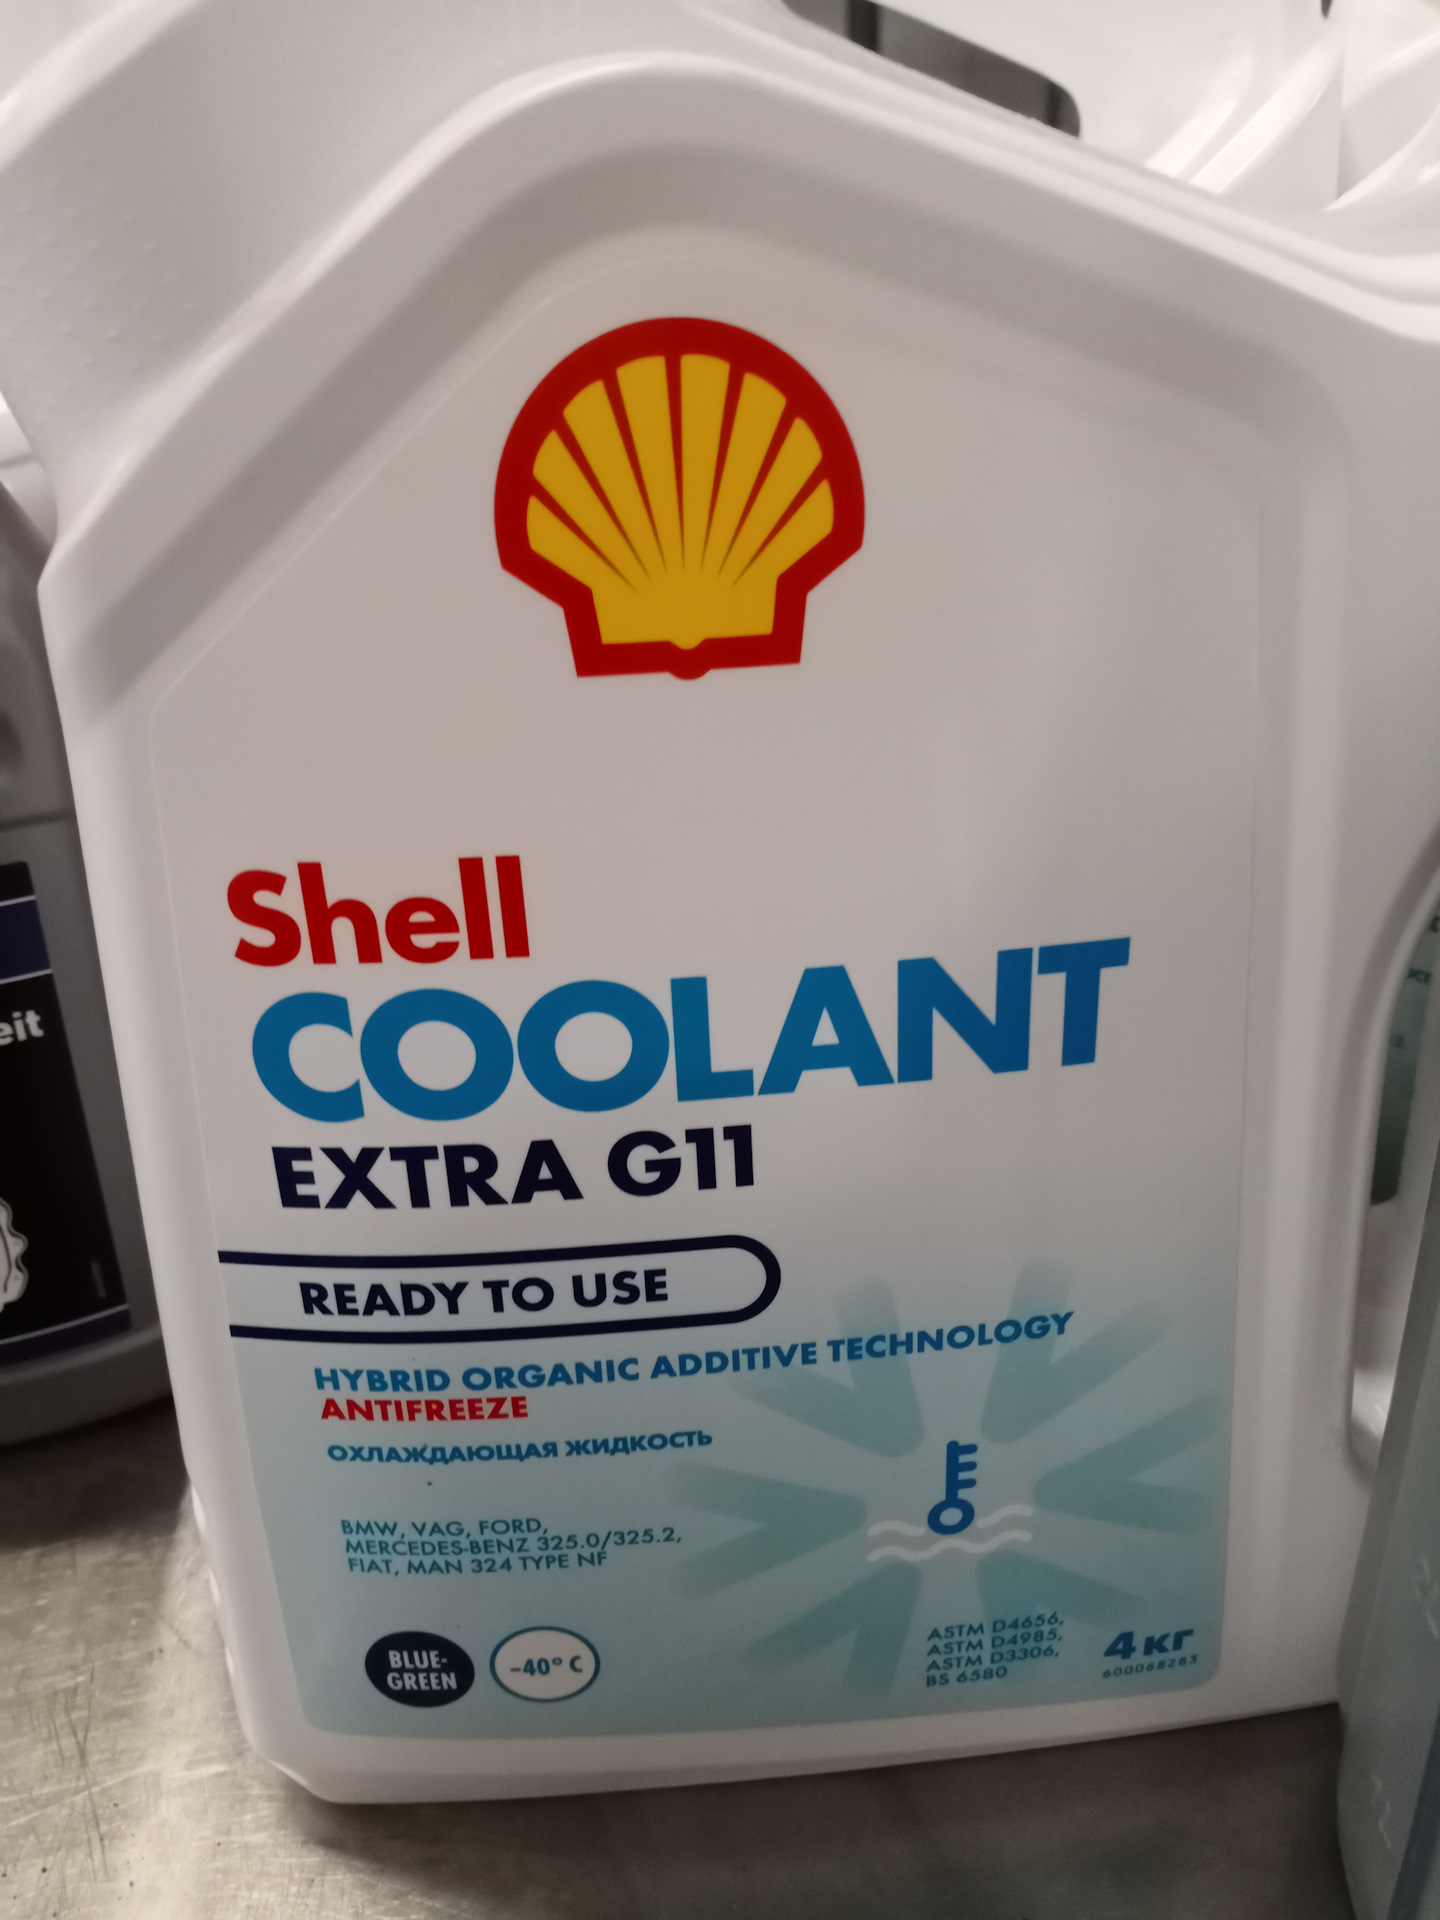 Shell
COOLANT
EXTRA G11
READY TO USE
HYBRID ORGANIC ADDITIVE TECHNOLOGY
ANTIFREEZE
ОХЛАЖДАЮЩАЯ ЖИДКОСТЬ
BMW, VAG, FORD,
MERCEDES-BENZ 325.0/325.2,
FIAT, MAN 324 TYPE NF
BLUE-
GREEN
-40° C
ASTM D4656,
ASTM D4985,
ASTM D3306,
BS 6580
4 кг
600068283
eit